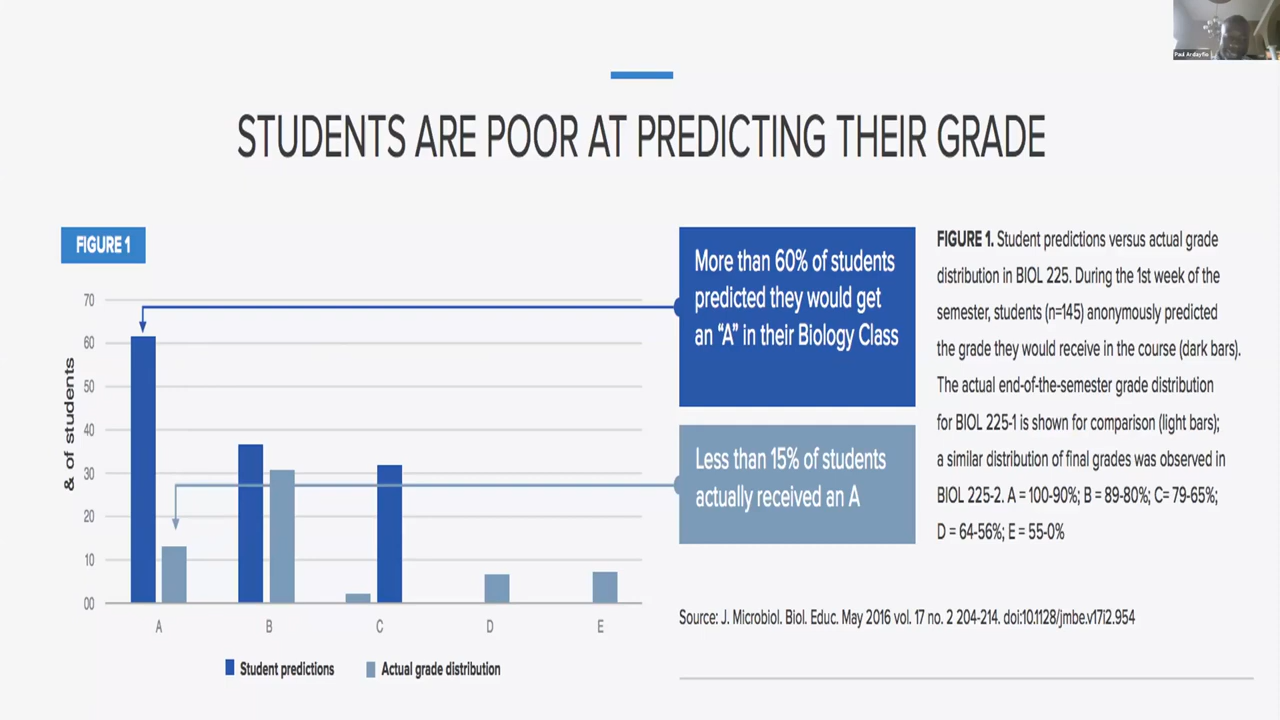 Paul Ardayfio
STUDENTS ARE POOR AT PREDICTING THEIR GRADE
FIGURE 1
70
60
50
40
30
20
10
00
& of students
A
B
C
D
E
Student predictions
Actual grade distribution
More than 60% of students
predicted they would get
an “A” in their Biology Class
Less than 15% of students
actually received an A
FIGURE 1. Student predictions versus actual grade
distribution in BIOL 225. During the 1st week of the
semester, students (n=145) anonymously predicted
the grade they would receive in the course (dark bars).
The actual end-of-the-semester grade distribution
for BIOL 225-1 is shown for comparison (light bars);
a similar distribution of final grades was observed in
BIOL 225-2. A = 100-90%; B = 89-80%; C= 79-65%;
D = 64-56%; E = 55-0%
Source: J. Microbiol. Biol. Educ. May 2016 vol. 17 no. 2 204-214. doi:10.1128/jmbe.v17i2.954